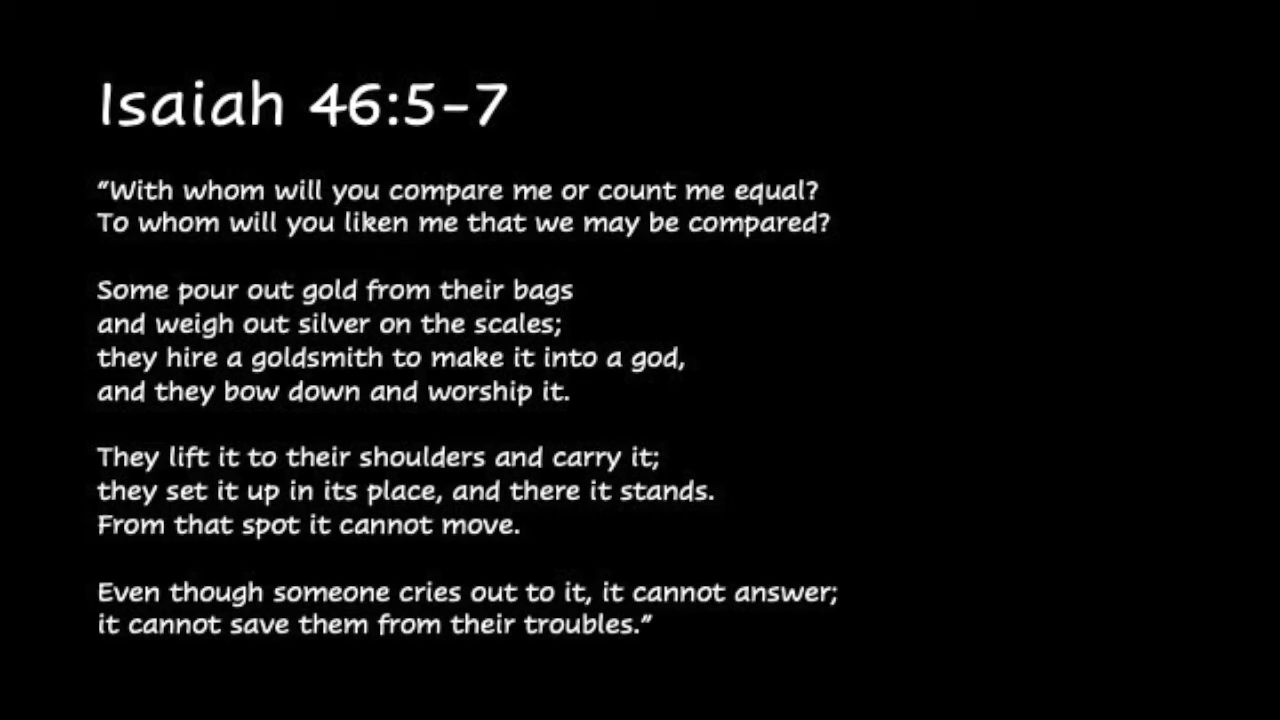 Isaiah 46:5-7
“With whom will you compare me or count me equal?
To whom will you liken me that we may be compared?
Some pour out gold from their bags
and weigh out silver on the scales;
they hire a goldsmith to make it into a god,
and they bow down and worship it.
They lift it to their shoulders and carry it;
they set it up in its place, and there it stands.
From that spot it cannot move.
Even though someone cries out to it, it cannot answer;
it cannot save them from their troubles.”